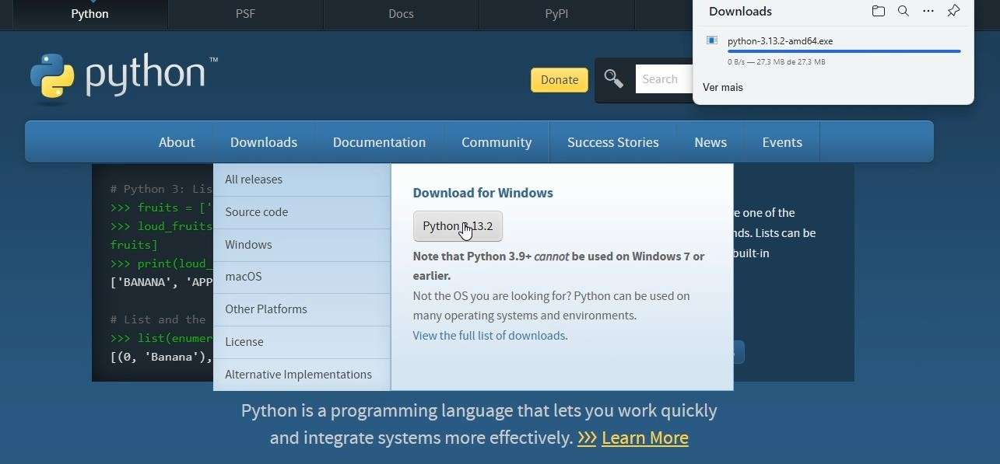 Python
PSF
Docs
PyPI
Downloads
python-3.13.2-amd64.exe
0 B/s — 27,3 MB de 27,3 MB
Ver mais
python™
Donate
Search
About
Downloads
Documentation
Community
Success Stories
News
Events
# Python 3: Lis
>>> fruits = ['
>>> loud_fruits
fruits]
>>> print(loud_
['BANANA', 'APP
# List and the
>>> list(enumer
[(0, 'Banana'),
All releases
Source code
Windows
macOS
Other Platforms
License
Alternative Implementations
Download for Windows
Python 3.13.2
Note that Python 3.9+ cannot be used on Windows 7 or
earlier.
Not the OS you are looking for? Python can be used on
many operating systems and environments.
View the full list of downloads.
e one of the
nds. Lists can be
built-in
Python is a programming language that lets you work quickly
and integrate systems more effectively. >>> Learn More